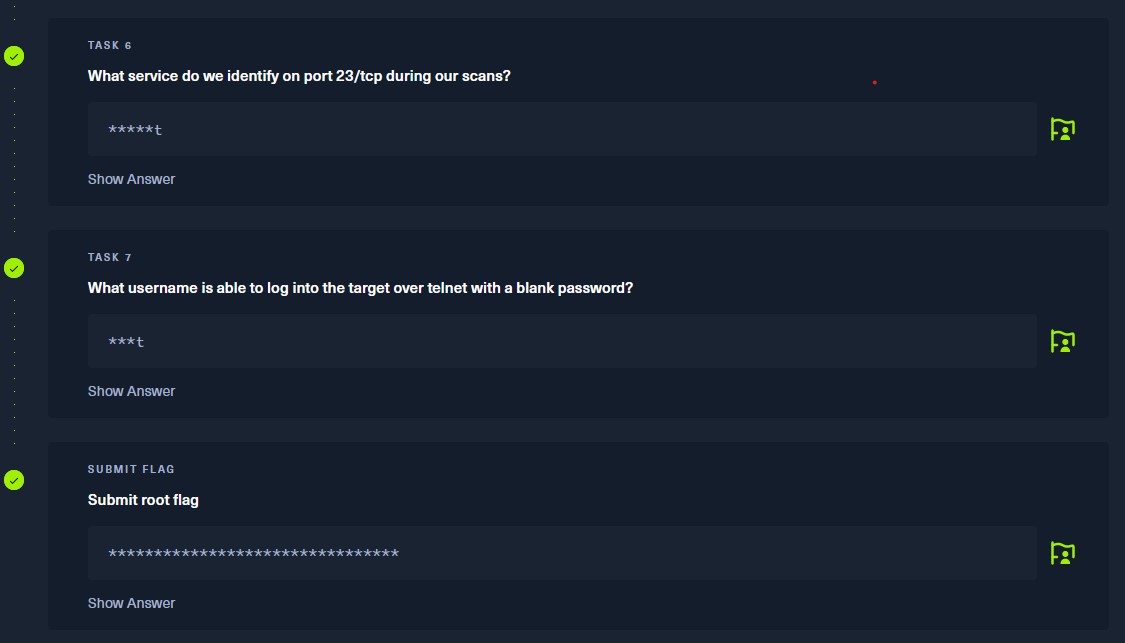 TASK 6
What service do we identify on port 23/tcp during our scans?
*****t
Show Answer
TASK 7
What username is able to log into the target over telnet with a blank password?
***t
Show Answer
SUBMIT FLAG
Submit root flag
********************************
Show Answer